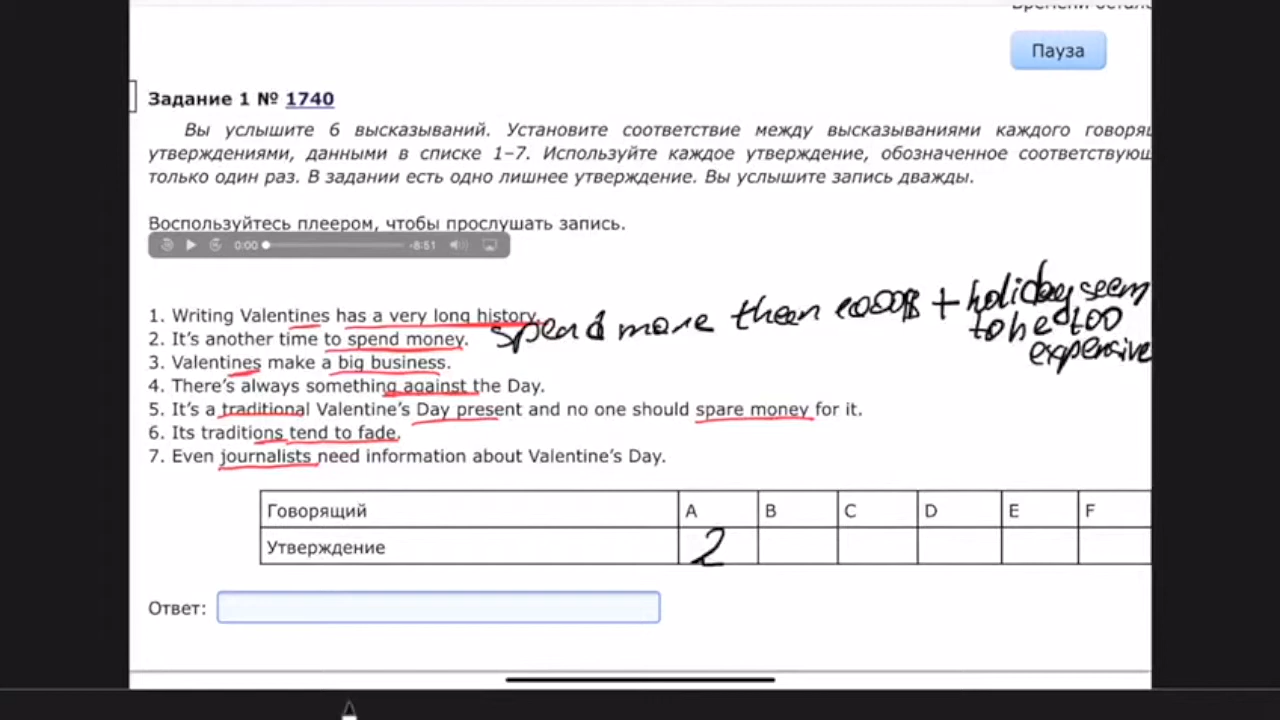 Пауза
Задание 1 № 1740
Вы услышите 6 высказываний. Установите соответствие между высказываниями каждого
утверждениями, данными в списке 1–7. Используйте каждое утверждение, обозначенное
только один раз. В задании есть одно лишнее утверждение. Вы услышите запись дважды.
Воспользуйтесь плеером, чтобы прослушать запись.
0:00 -8:51
1. Writing Valentines has a very long history.
2. It's another time to spend money.
3. Valentines make a big business.
4. There's always something against the Day.
5. It's a traditional Valentine's Day present and no one should spare money for it.
6. Its traditions tend to fade.
7. Even journalists need information about Valentine's Day.
spend more then + holiday seem
to be too
expensive
Говорящий A B C D E F
Утверждение 2
Ответ: